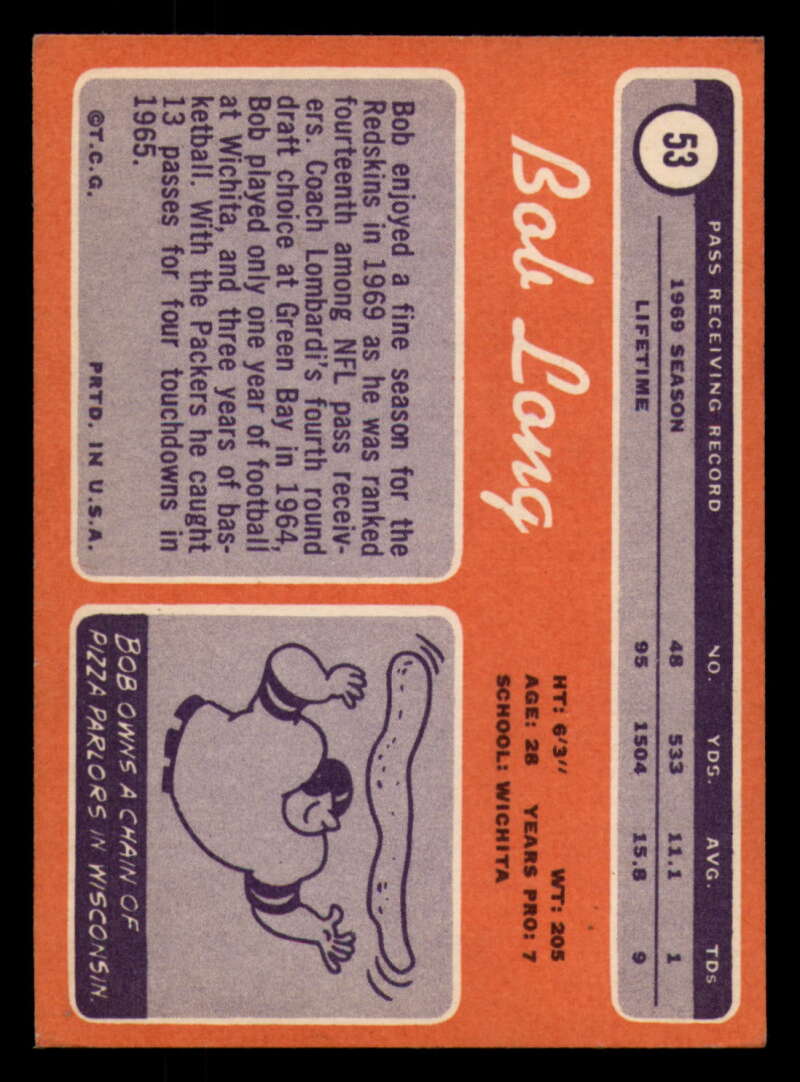 53
PASS RECEIVING RECORD NO. YDS. AVG. TDs
1969 SEASON 48 533 11.1 1
LIFETIME 95 1504 15.8 9
Bob Long
HT: 6'3" WT: 205
AGE: 28 YEARS PRO: 7
SCHOOL: WICHITA
Bob enjoyed a fine season for the
Redskins in 1969 as he was ranked
fourteenth among NFL pass receiv-
ers. Coach Lombardi's fourth round
draft choice at Green Bay in 1964,
Bob played only one year of football
at Wichita, and three years of bas-
ketball. With the Packers he caught
13 passes for four touchdowns in
1965.
©T.C.G. PRTD. IN U.S.A.
BOB OWNS A CHAIN OF
PIZZA PARLORS IN WISCONSIN.